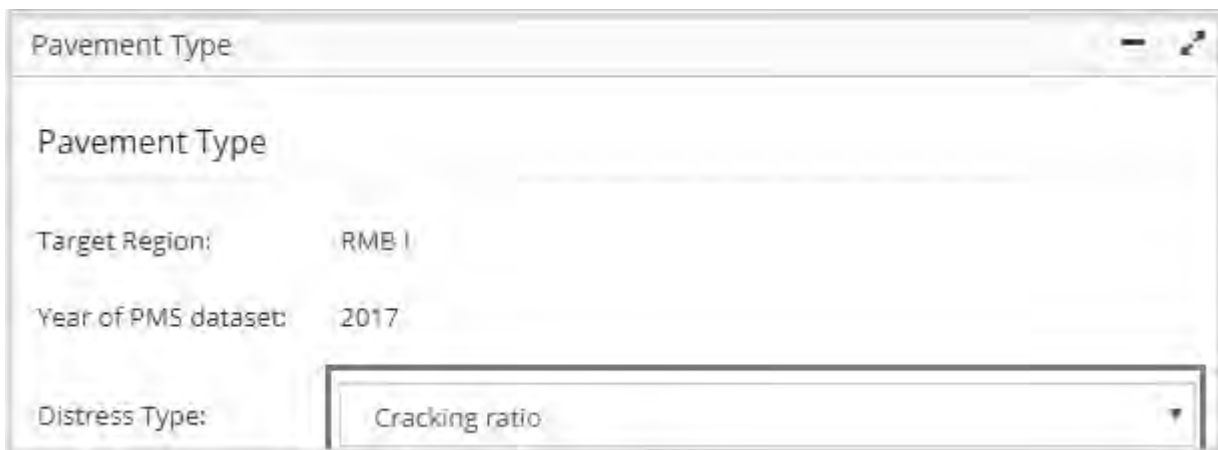 Pavement Type
Pavement Type
Target Region: RMB I
Year of PMS dataset: 2017
Distress Type: Cracking ratio